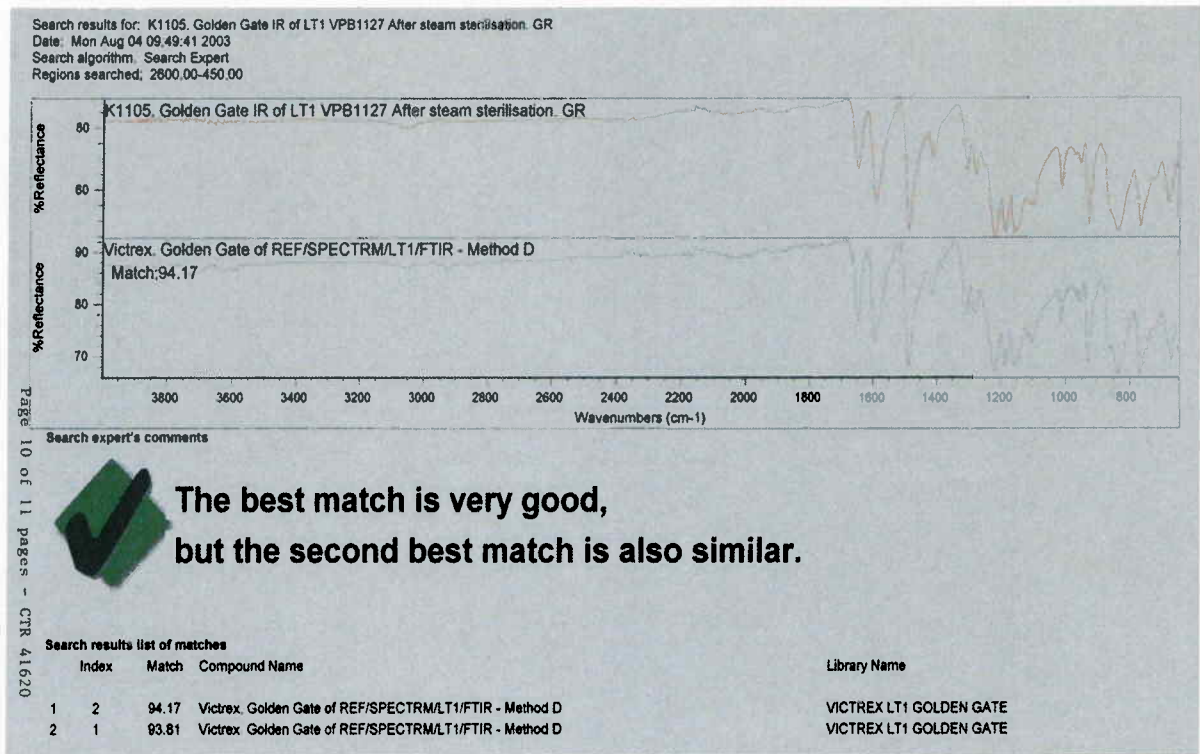 Search results for: K1105. Golden Gate IR of LT1 VPB1127 After steam sterilisation. GR
Date: Mon Aug 04 09:49:41 2003
Search algorithm: Search Expert
Regions searched: 2600.00-450.00
K1105. Golden Gate IR of LT1 VPB1127 After steam sterilisation. GR
80
60
%Reflectance
Victrex. Golden Gate of REF/SPECTRM/LT1/FTIR - Method D
Match:94.17
90
80
70
%Reflectance
3800 3600 3400 3200 3000 2800 2600 2400 2200 2000 1800 1600 1400 1200 1000 800
Wavenumbers (cm-1)
Page 10 of 11 pages - CTR 41620
Search expert's comments
The best match is very good,
but the second best match is also similar.
Search results list of matches
Index Match Compound Name Library Name
1 2 94.17 Victrex. Golden Gate of REF/SPECTRM/LT1/FTIR - Method D VICTREX LT1 GOLDEN GATE
2 1 93.81 Victrex. Golden Gate of REF/SPECTRM/LT1/FTIR - Method D VICTREX LT1 GOLDEN GATE